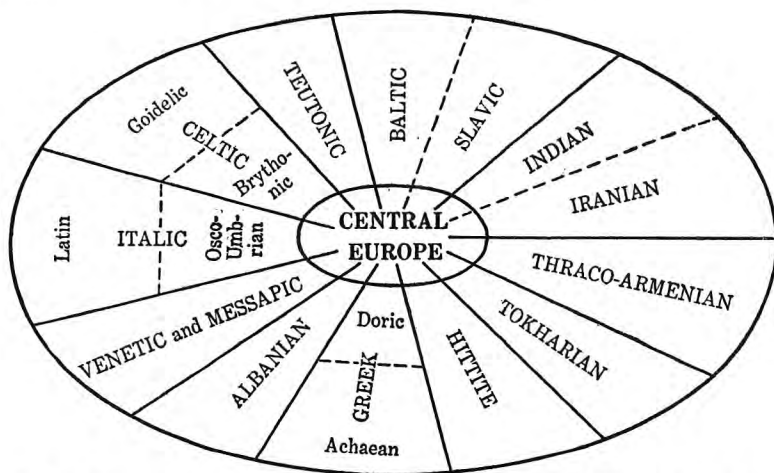 TEUTONIC
BALTIC
SLAVIC
INDIAN
IRANIAN
THRACO-ARMENIAN
TOKHARIAN
HITTITE
Doric
GREEK
Achaean
ALBANIAN
VENETIC and MESSAPIC
Latin
ITALIC
Osco-
Umb-
rian
Goidelic
CELTIC
Brytho-
nic
CENTRAL
EUROPE